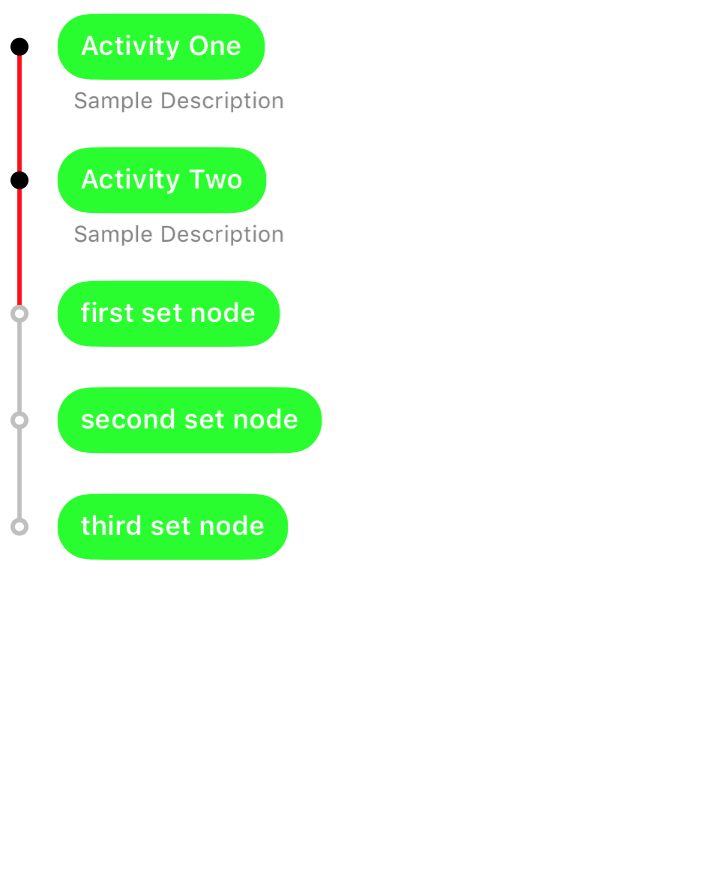 Activity One
Sample Description
Activity Two
Sample Description
first set node
second set node
third set node